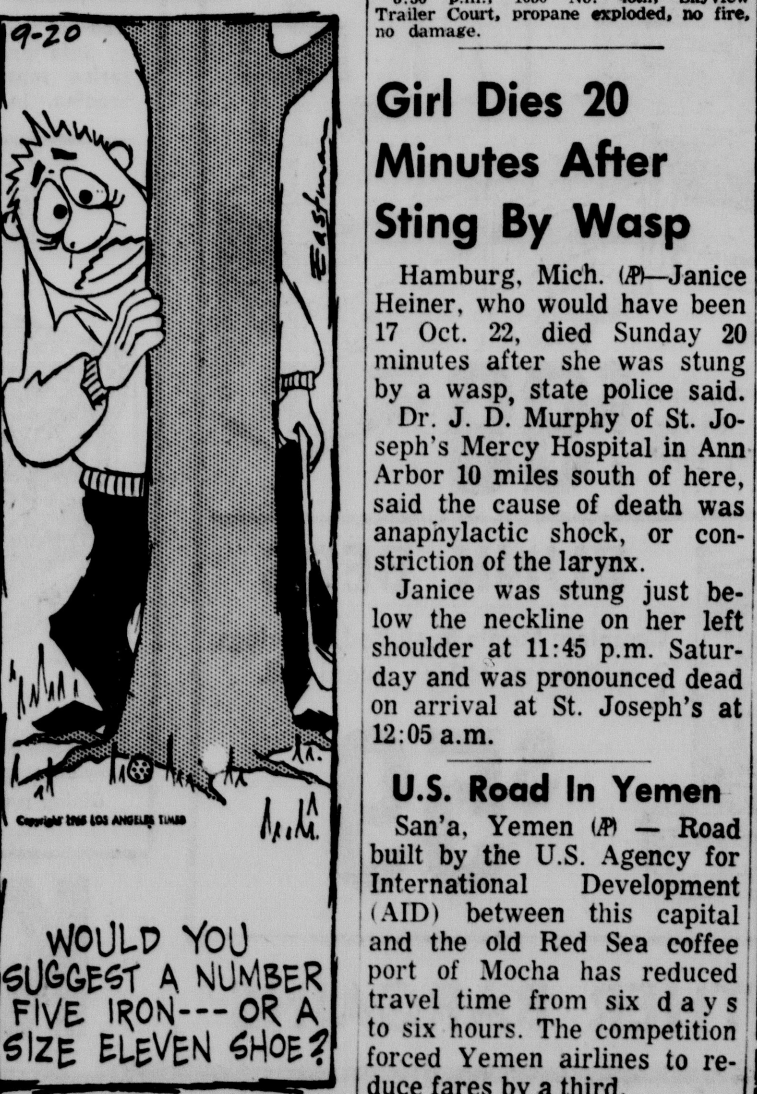 9-20
Eastman
Copyright 1965 LOS ANGELES TIMES
WOULD YOU
SUGGEST A NUMBER
FIVE IRON---OR A
SIZE ELEVEN SHOE?
Trailer Court, propane exploded, no fire,
no damage.
Girl Dies 20
Minutes After
Sting By Wasp
Hamburg, Mich. (AP)—Janice
Heiner, who would have been
17 Oct. 22, died Sunday 20
minutes after she was stung
by a wasp, state police said.
Dr. J. D. Murphy of St. Jo-
seph's Mercy Hospital in Ann
Arbor 10 miles south of here,
said the cause of death was
anaphylactic shock, or con-
striction of the larynx.
Janice was stung just be-
low the neckline on her left
shoulder at 11:45 p.m. Satur-
day and was pronounced dead
on arrival at St. Joseph's at
12:05 a.m.
U.S. Road In Yemen
San'a, Yemen (AP) — Road
built by the U.S. Agency for
International Development
(AID) between this capital
and the old Red Sea coffee
port of Mocha has reduced
travel time from six days
to six hours. The competition
forced Yemen airlines to re-
duce fares by a third.